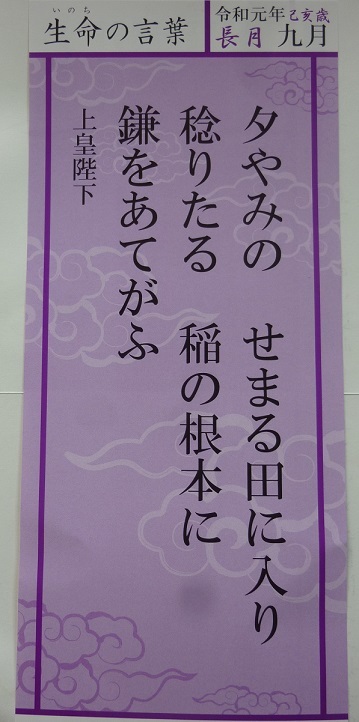 生命の言葉
いのち
令和元年己亥歳
長月 九月
夕やみの せまる田に入り
稔りたる 稲の根本に
鎌をあてがふ
上皇陛下